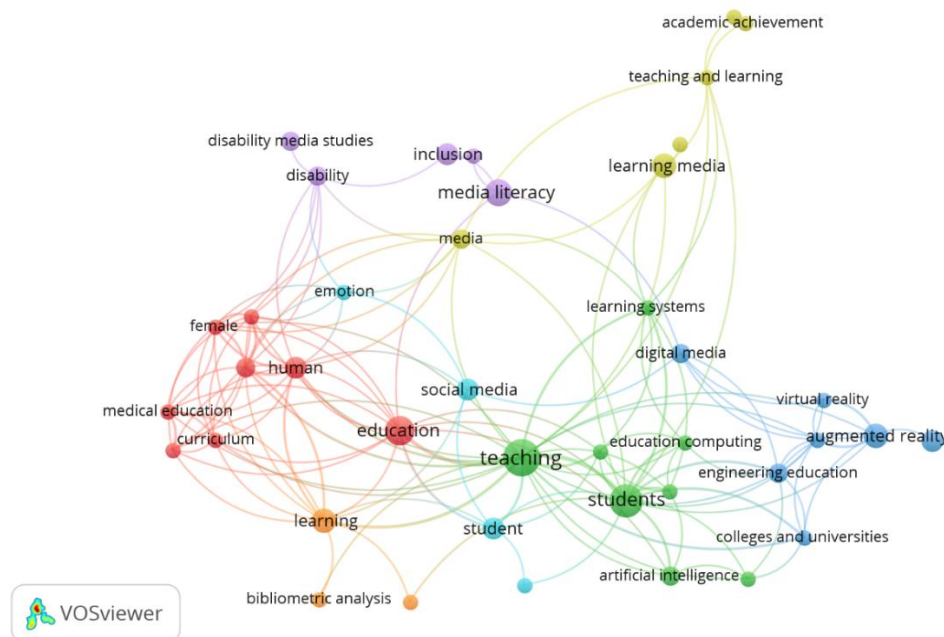 academic achievement
teaching and learning
disability media studies
inclusion
learning media
disability
media literacy
media
emotion
learning systems
female
digital media
human
social media
virtual reality
medical education
education
augmented reality
curriculum
education computing
teaching
engineering education
students
learning
student
colleges and universities
artificial intelligence
bibliometric analysis
VOSviewer